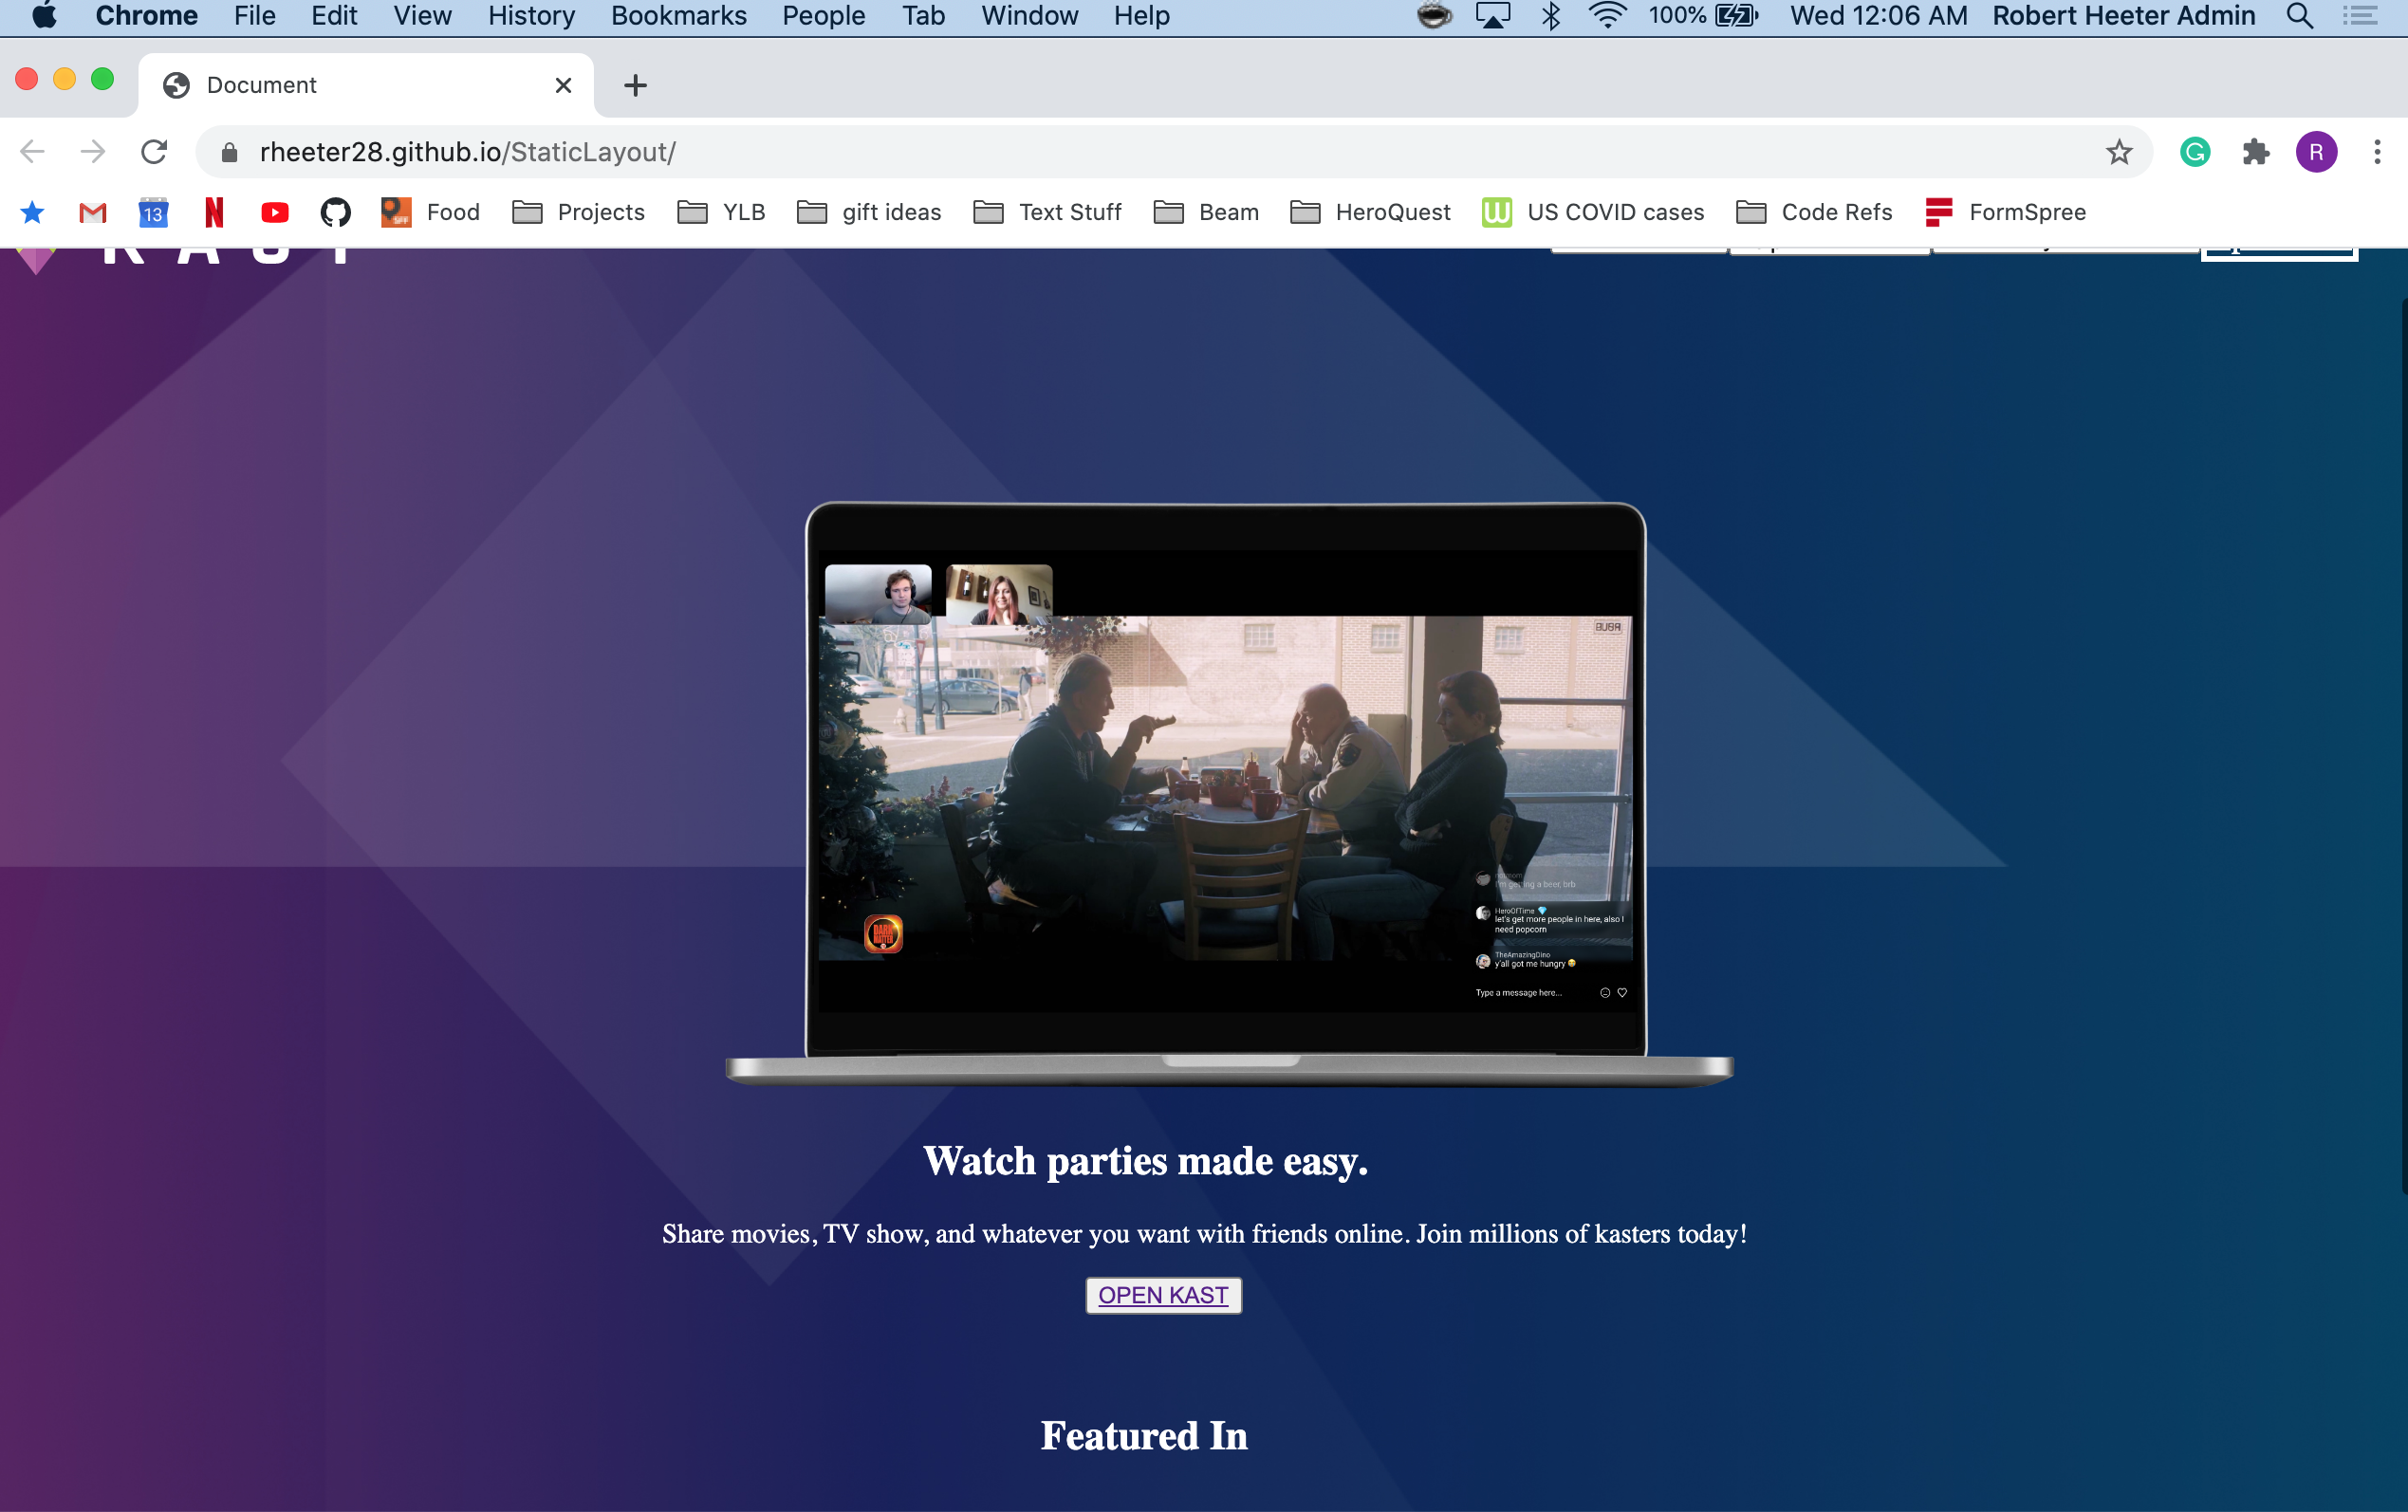 Chrome File Edit View History Bookmarks People Tab Window Help 100% Wed 12:06 AM Robert Heeter Admin
Document
rheeter28.github.io/StaticLayout/
R
13 Food Projects YLB gift ideas Text Stuff Beam HeroQuest US COVID cases Code Refs FormSpree
KAST
DARK MATTER
I'm getting a beer, brb
HeroOfTime
let's get more people in here, also I
need popcorn
TheAmazingDino
y'all got me hungry
Type a message here...
Watch parties made easy.
Share movies, TV show, and whatever you want with friends online. Join millions of kasters today!
OPEN KAST
Featured In